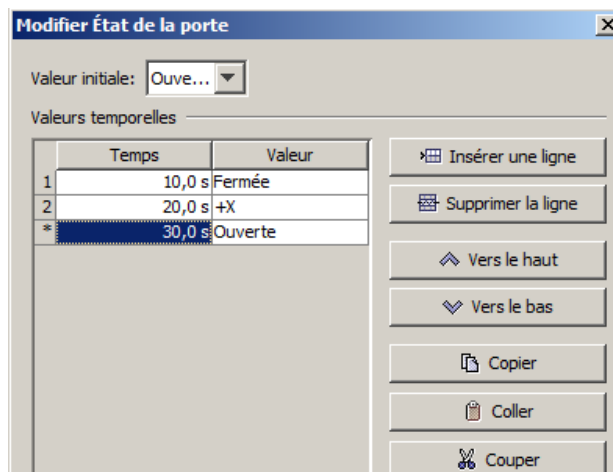 Modifier État de la porte
Valeur initiale: Ouve...
Valeurs temporelles
Temps Valeur
1 10,0 s Fermée
2 20,0 s +X
* 30,0 s Ouverte
Insérer une ligne
Supprimer la ligne
Vers le haut
Vers le bas
Copier
Coller
Couper